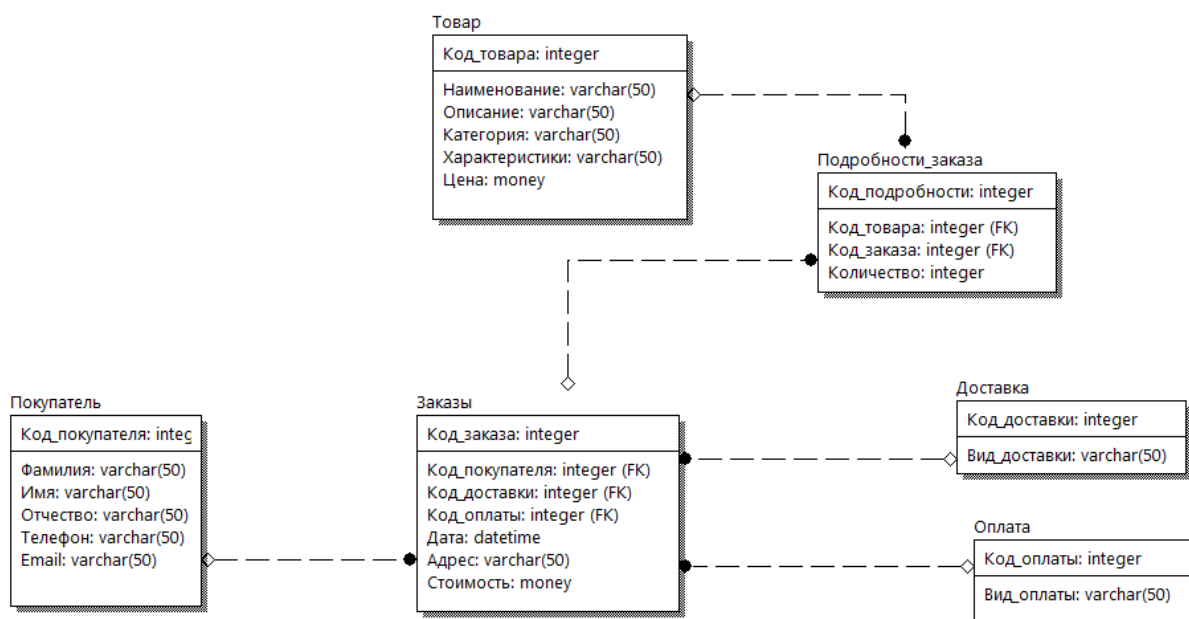 Товар
Код_товара: integer
Наименование: varchar(50)
Описание: varchar(50)
Категория: varchar(50)
Характеристики: varchar(50)
Цена: money
Подробности_заказа
Код_подробности: integer
Код_товара: integer (FK)
Код_заказа: integer (FK)
Количество: integer
Покупатель
Код_покупателя: integ
Фамилия: varchar(50)
Имя: varchar(50)
Отчество: varchar(50)
Телефон: varchar(50)
Email: varchar(50)
Заказы
Код_заказа: integer
Код_покупателя: integer (FK)
Код_доставки: integer (FK)
Код_оплаты: integer (FK)
Дата: datetime
Адрес: varchar(50)
Стоимость: money
Доставка
Код_доставки: integer
Вид_доставки: varchar(50)
Оплата
Код_оплаты: integer
Вид_оплаты: varchar(50)